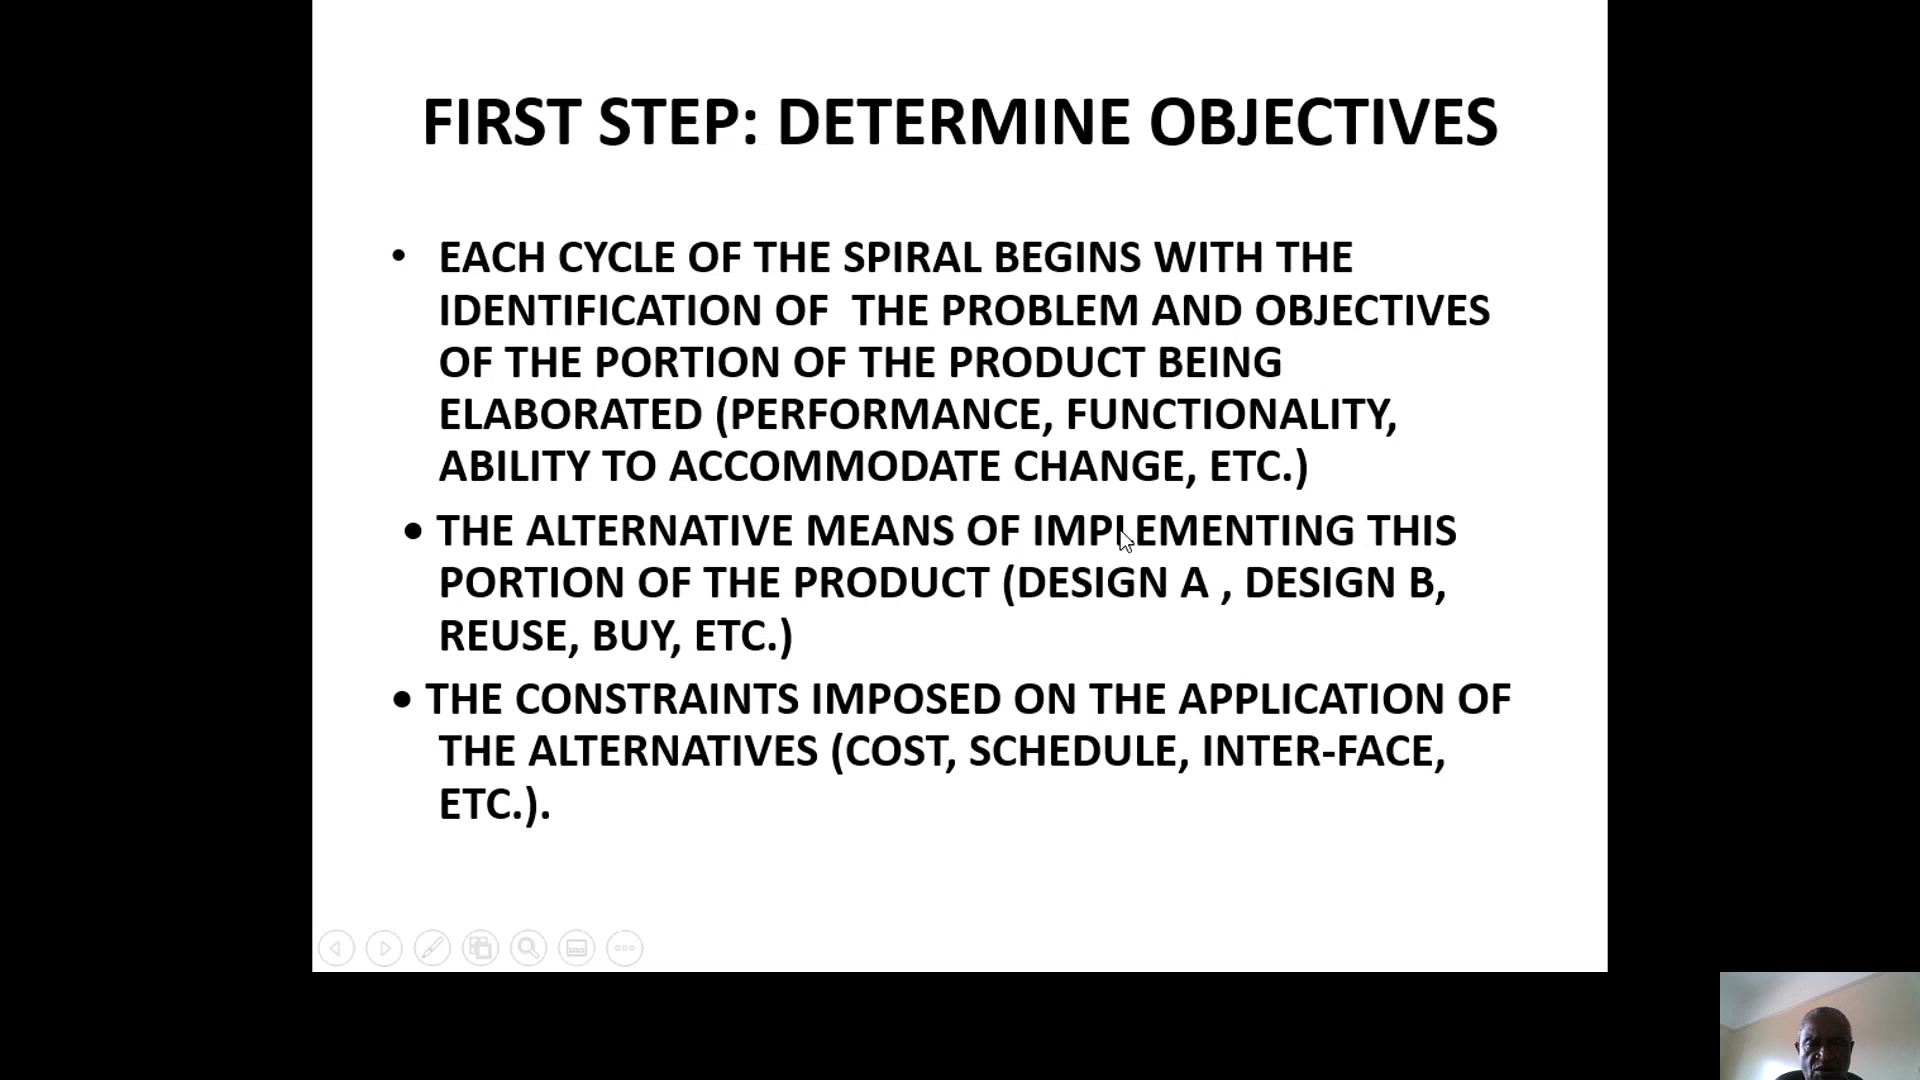 FIRST STEP: DETERMINE OBJECTIVES
• EACH CYCLE OF THE SPIRAL BEGINS WITH THE
IDENTIFICATION OF  THE PROBLEM AND OBJECTIVES
OF THE PORTION OF THE PRODUCT BEING
ELABORATED (PERFORMANCE, FUNCTIONALITY,
ABILITY TO ACCOMMODATE CHANGE, ETC.)
• THE ALTERNATIVE MEANS OF IMPLEMENTING THIS
PORTION OF THE PRODUCT (DESIGN A , DESIGN B,
REUSE, BUY, ETC.)
• THE CONSTRAINTS IMPOSED ON THE APPLICATION OF
THE ALTERNATIVES (COST, SCHEDULE, INTER-FACE,
ETC.).